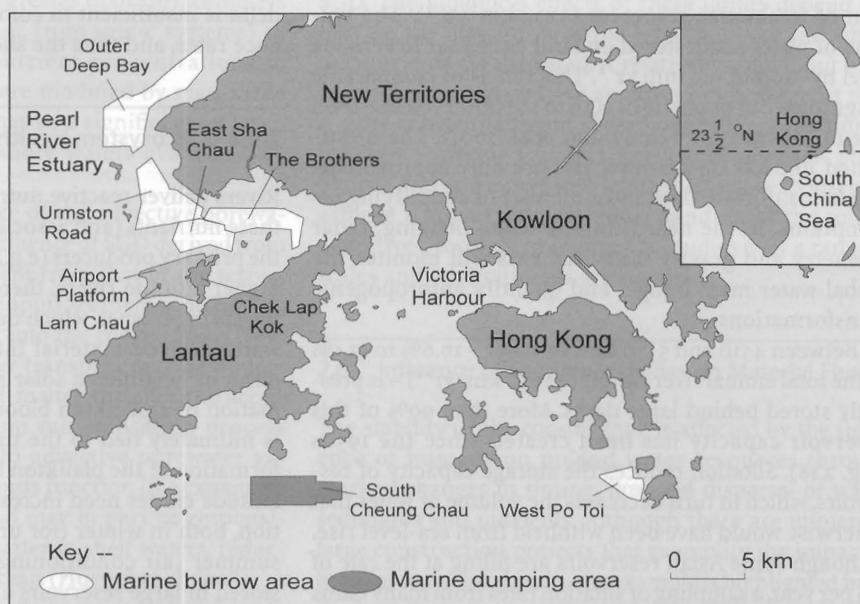 Outer
Deep Bay
New Territories
Pearl
River
Estuary
East Sha
Chau
The Brothers
Urmston
Road
Kowloon
Airport
Platform
Victoria
Harbour
Lam Chau
Chek Lap
Kok
Lantau
Hong Kong
South
Cheung Chau
West Po Toi
23 1/2 °N
Hong
Kong
South
China
Sea
0 5 km
Key --
Marine burrow area
Marine dumping area